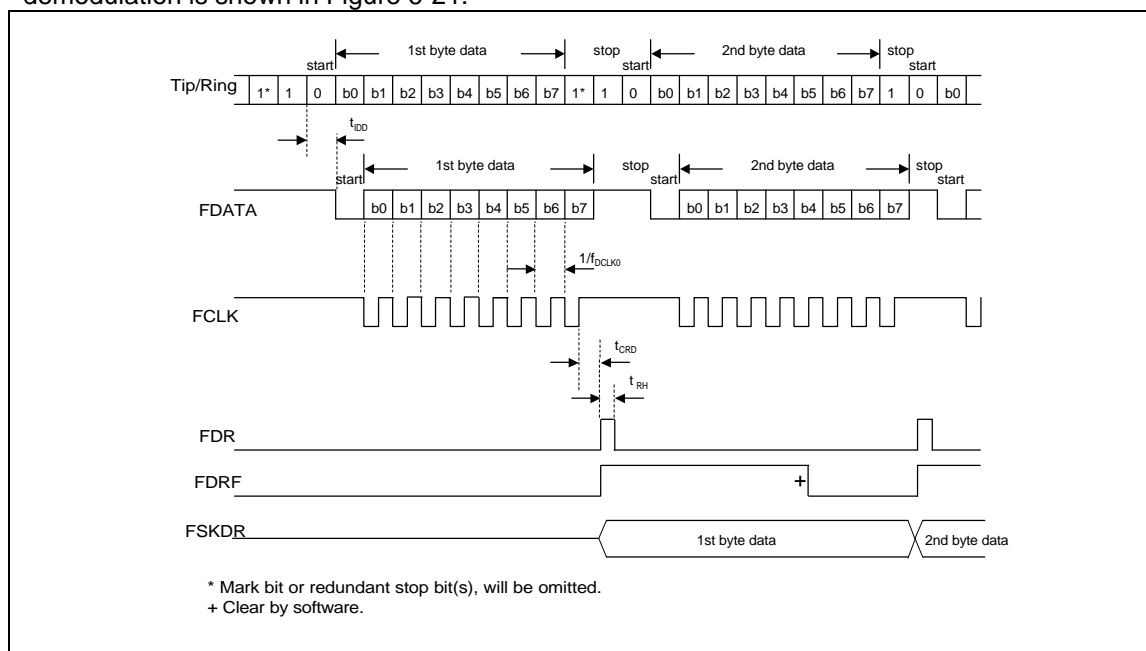 demodulation is shown in Figure 8-21.
1st byte data stop 2nd byte data stop
start start start
Tip/Ring 1* 1 0 b0 b1 b2 b3 b4 b5 b6 b7 1* 1 0 b0 b1 b2 b3 b4 b5 b6 b7 1 0 b0
tIDD
1st byte data stop 2nd byte data stop
start start start
FDATA b0 b1 b2 b3 b4 b5 b6 b7 b0 b1 b2 b3 b4 b5 b6 b7
1/fDCLK0
FCLK
tCRD
t RH
FDR
FDRF +
FSKDR 1st byte data 2nd byte data
* Mark bit or redundant stop bit(s), will be omitted.
+ Clear by software.